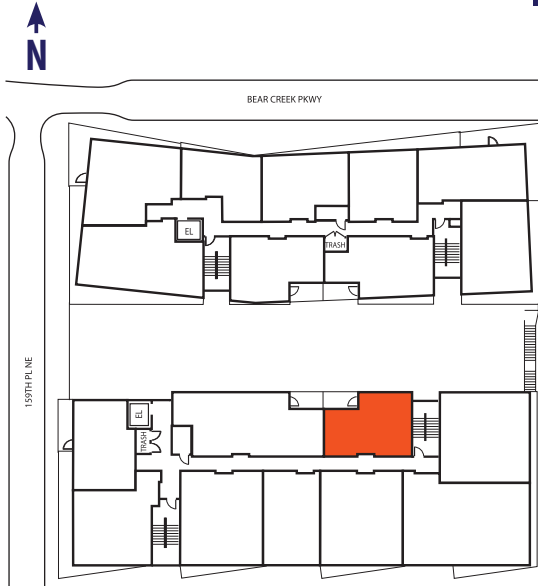 N
BEAR CREEK PKWY
EL
TRASH
159TH PL NE
EL
TRASH